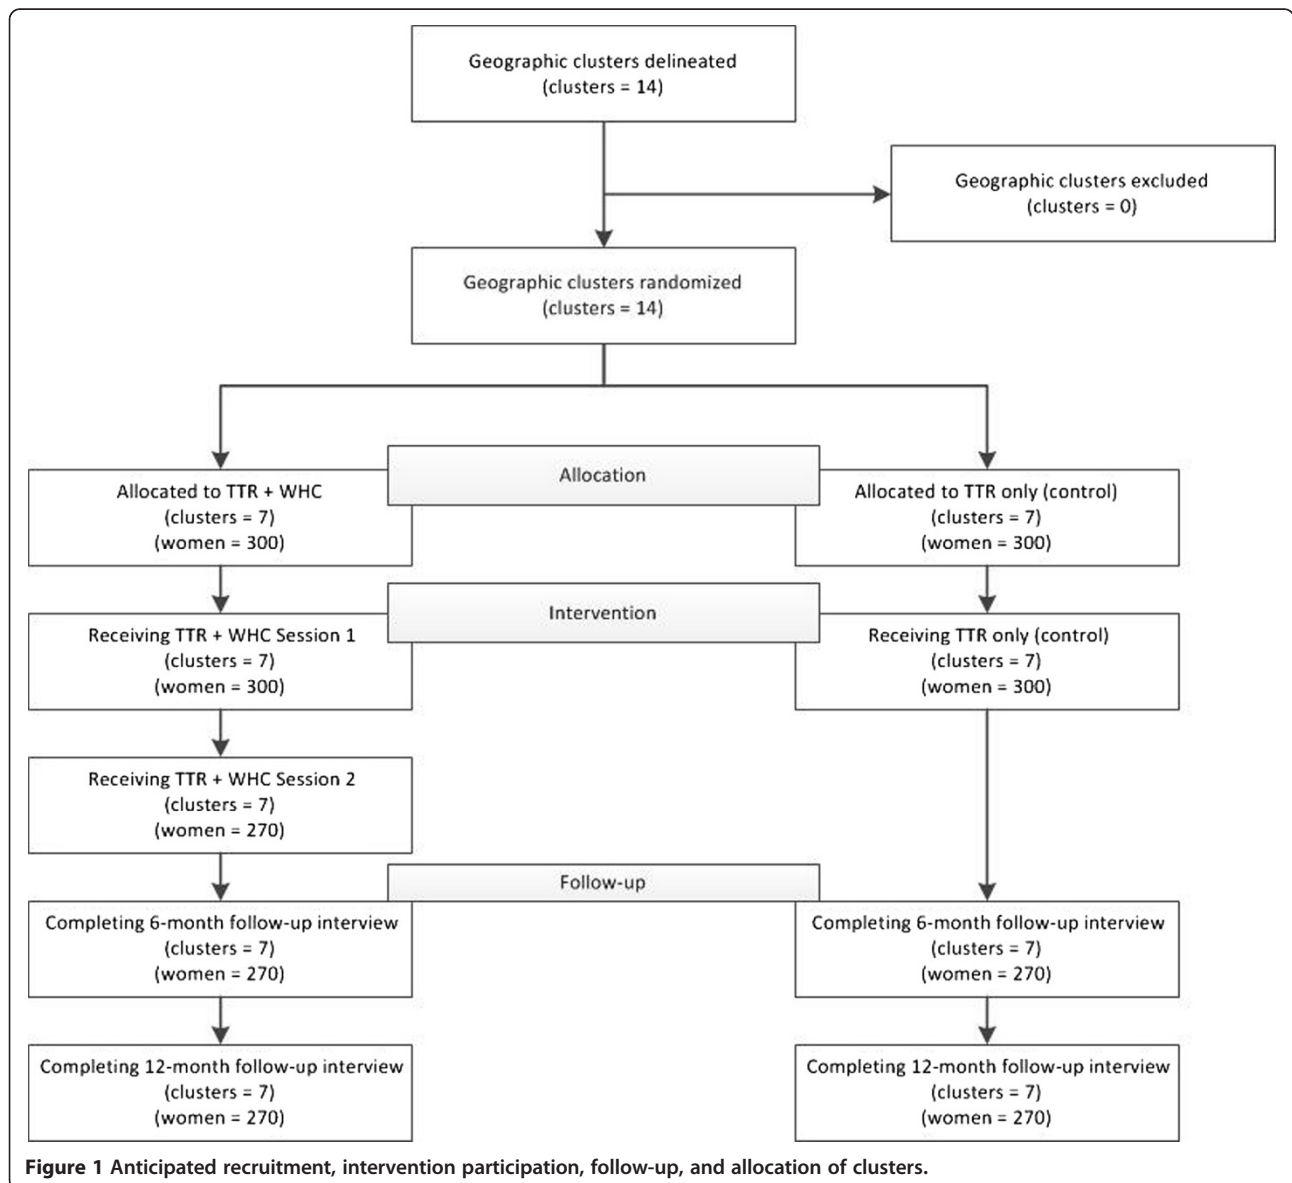 Geographic clusters delineated
(clusters = 14)
Geographic clusters excluded
(clusters = 0)
Geographic clusters randomized
(clusters = 14)
Allocation
Allocated to TTR + WHC
(clusters = 7)
(women = 300)
Allocated to TTR only (control)
(clusters = 7)
(women = 300)
Intervention
Receiving TTR + WHC Session 1
(clusters = 7)
(women = 300)
Receiving TTR only (control)
(clusters = 7)
(women = 300)
Receiving TTR + WHC Session 2
(clusters = 7)
(women = 270)
Follow-up
Completing 6-month follow-up interview
(clusters = 7)
(women = 270)
Completing 6-month follow-up interview
(clusters = 7)
(women = 270)
Completing 12-month follow-up interview
(clusters = 7)
(women = 270)
Completing 12-month follow-up interview
(clusters = 7)
(women = 270)
Figure 1 Anticipated recruitment, intervention participation, follow-up, and allocation of clusters.